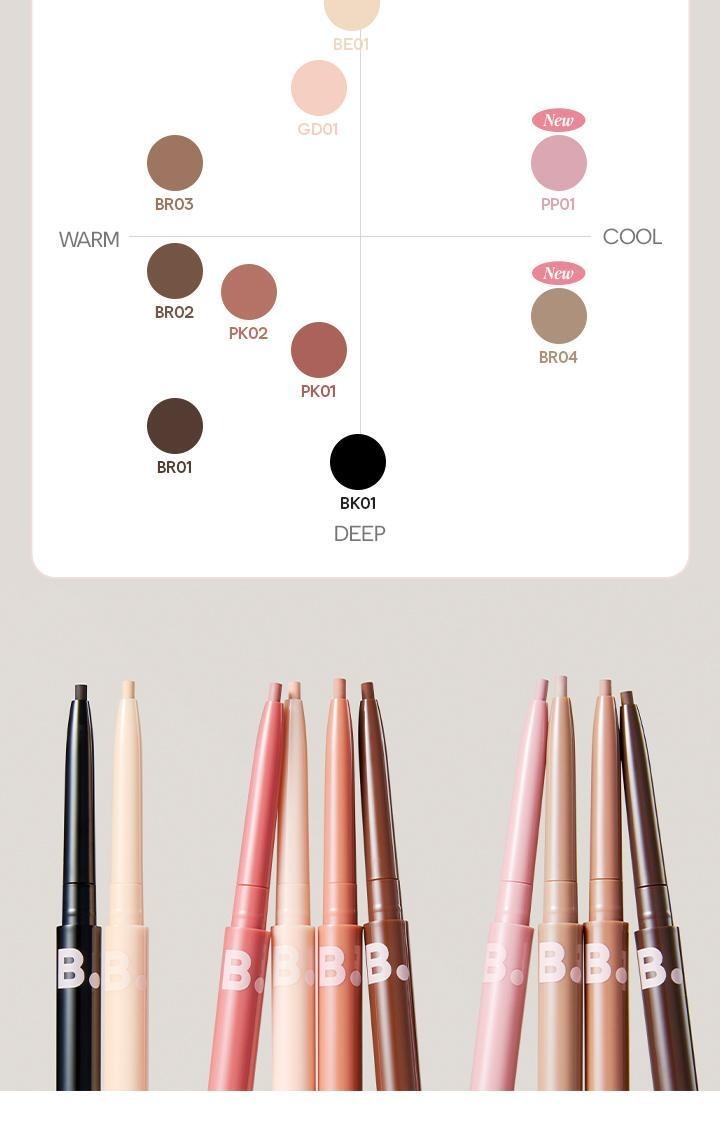 BE01
GD01
New
BR03
PP01
WARM
COOL
New
BR02
PK02
BR04
PK01
BR01
BK01
DEEP
B.
B.
B.
B.
B.
B.
B.
B.
B.
B.